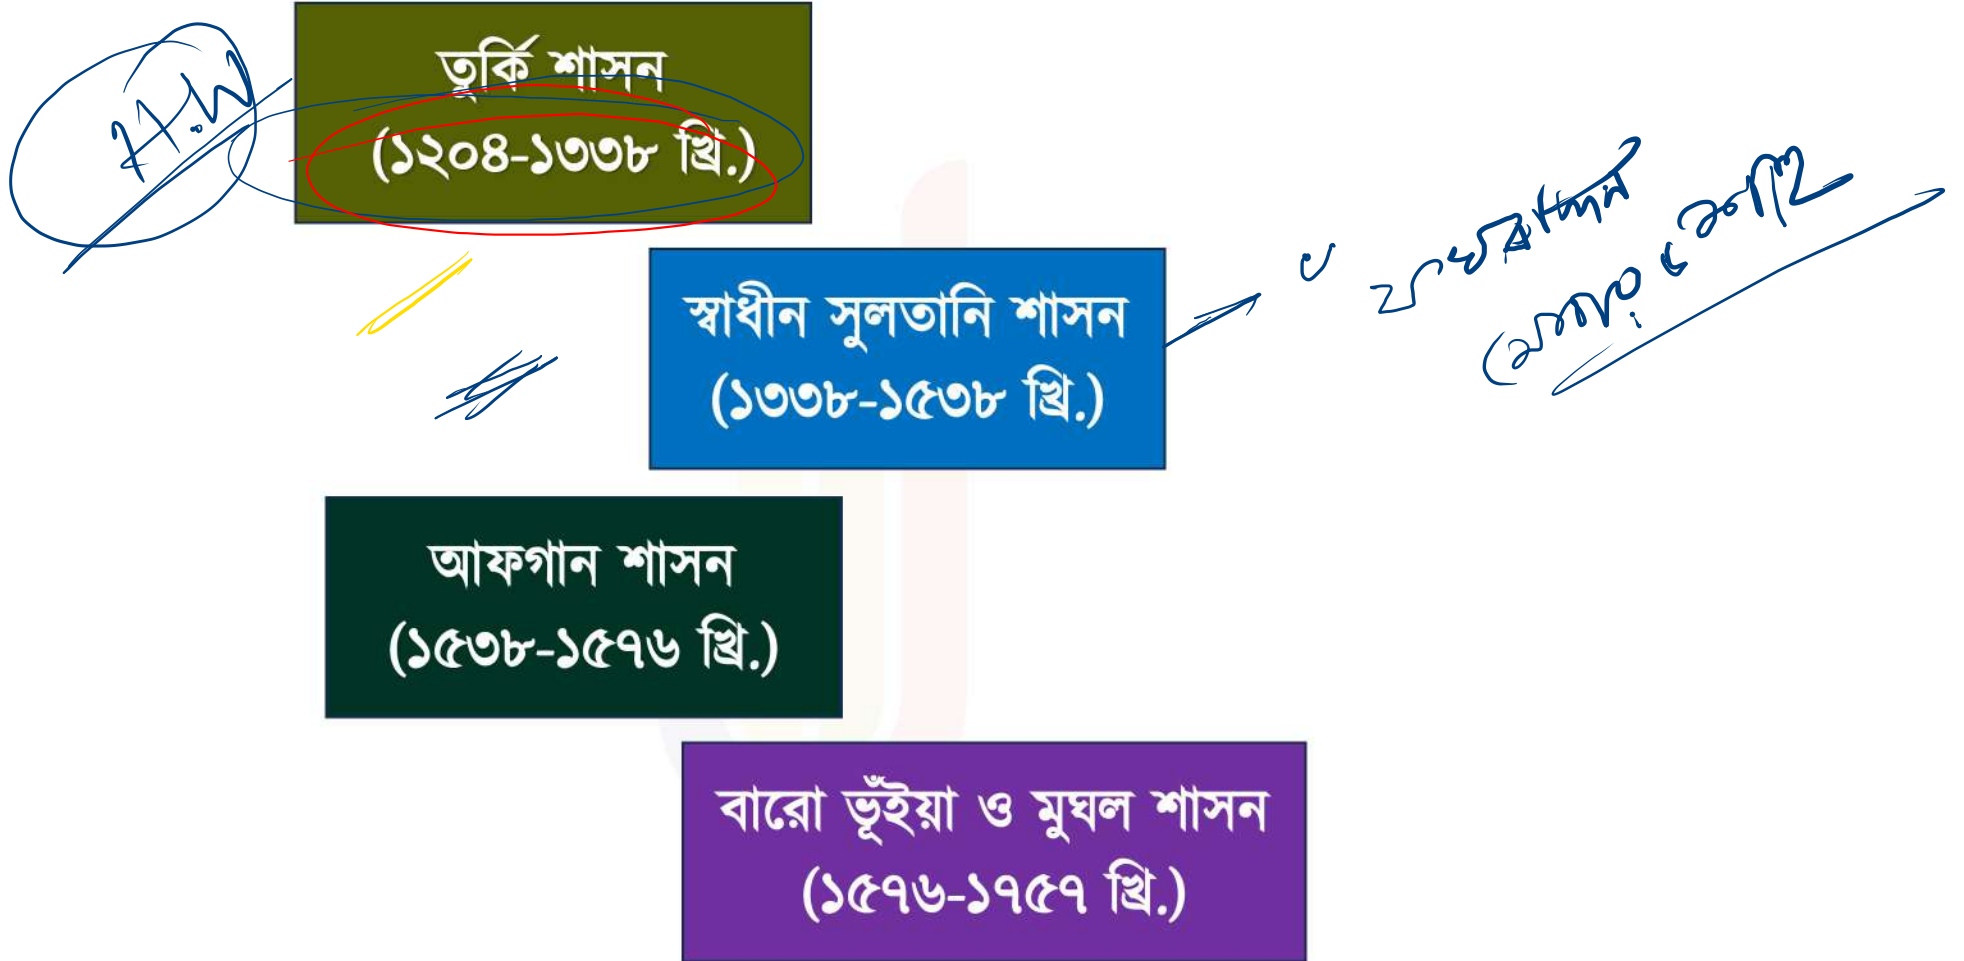 H.W
তুর্কি শাসন
(১২০৪-১৩৩৮ খ্রি.)
স্বাধীন সুলতানি শাসন
(১৩৩৮-১৫৩৮ খ্রি.)
আফগান শাসন
(১৫৩৮-১৫৭৬ খ্রি.)
বারো ভূঁইয়া ও মুঘল শাসন
(১৫৭৬-১৭৫৭ খ্রি.)